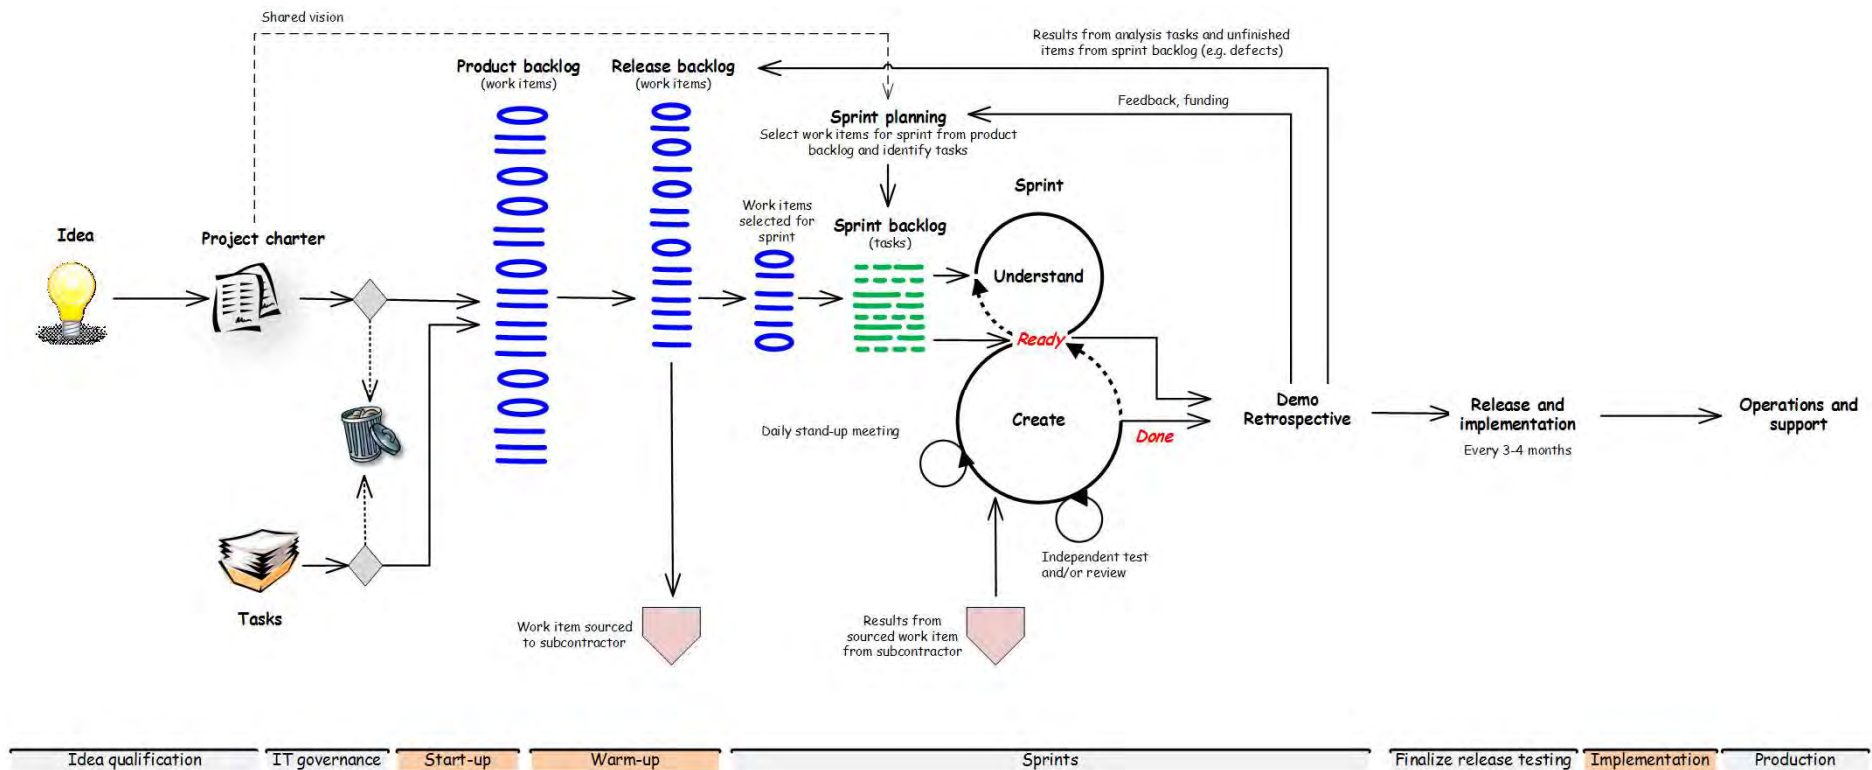 Shared vision
Results from analysis tasks and unfinished
items from sprint backlog (e.g. defects)
Product backlog
(work items)
Release backlog
(work items)
Feedback, funding
Sprint planning
Select work items for sprint from product
backlog and identify tasks
Sprint
Work items
selected for
sprint
Sprint backlog
(tasks)
Idea
Project charter
Understand
Ready
Create
Done
Daily stand-up meeting
Demo
Retrospective
Release and
implementation
Every 3-4 months
Operations and
support
Independent test
and/or review
Tasks
Work item sourced
to subcontractor
Results from
sourced work item
from subcontractor
Idea qualification
IT governance
Start-up
Warm-up
Sprints
Finalize release testing
Implementation
Production